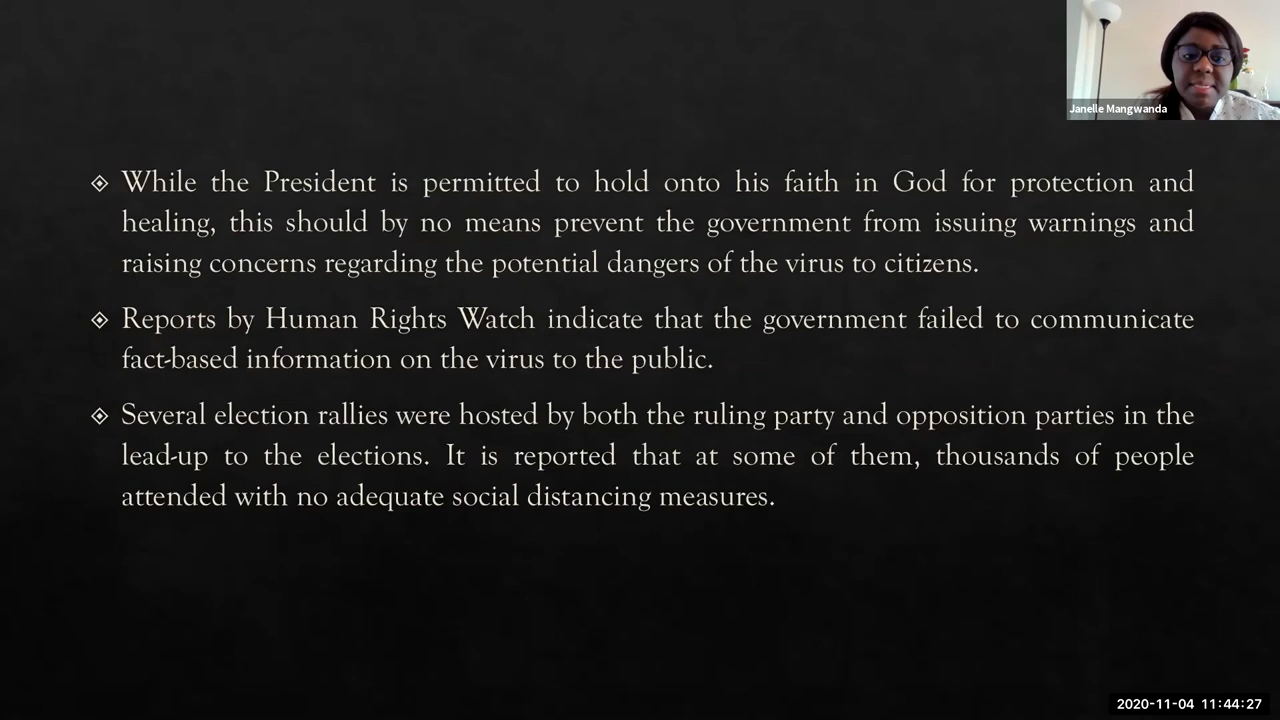 Janelle Mangwanda
While the President is permitted to hold onto his faith in God for protection and
healing, this should by no means prevent the government from issuing warnings and
raising concerns regarding the potential dangers of the virus to citizens.
Reports by Human Rights Watch indicate that the government failed to communicate
fact-based information on the virus to the public.
Several election rallies were hosted by both the ruling party and opposition parties in the
lead-up to the elections. It is reported that at some of them, thousands of people
attended with no adequate social distancing measures.
2020-11-04 11:44:27